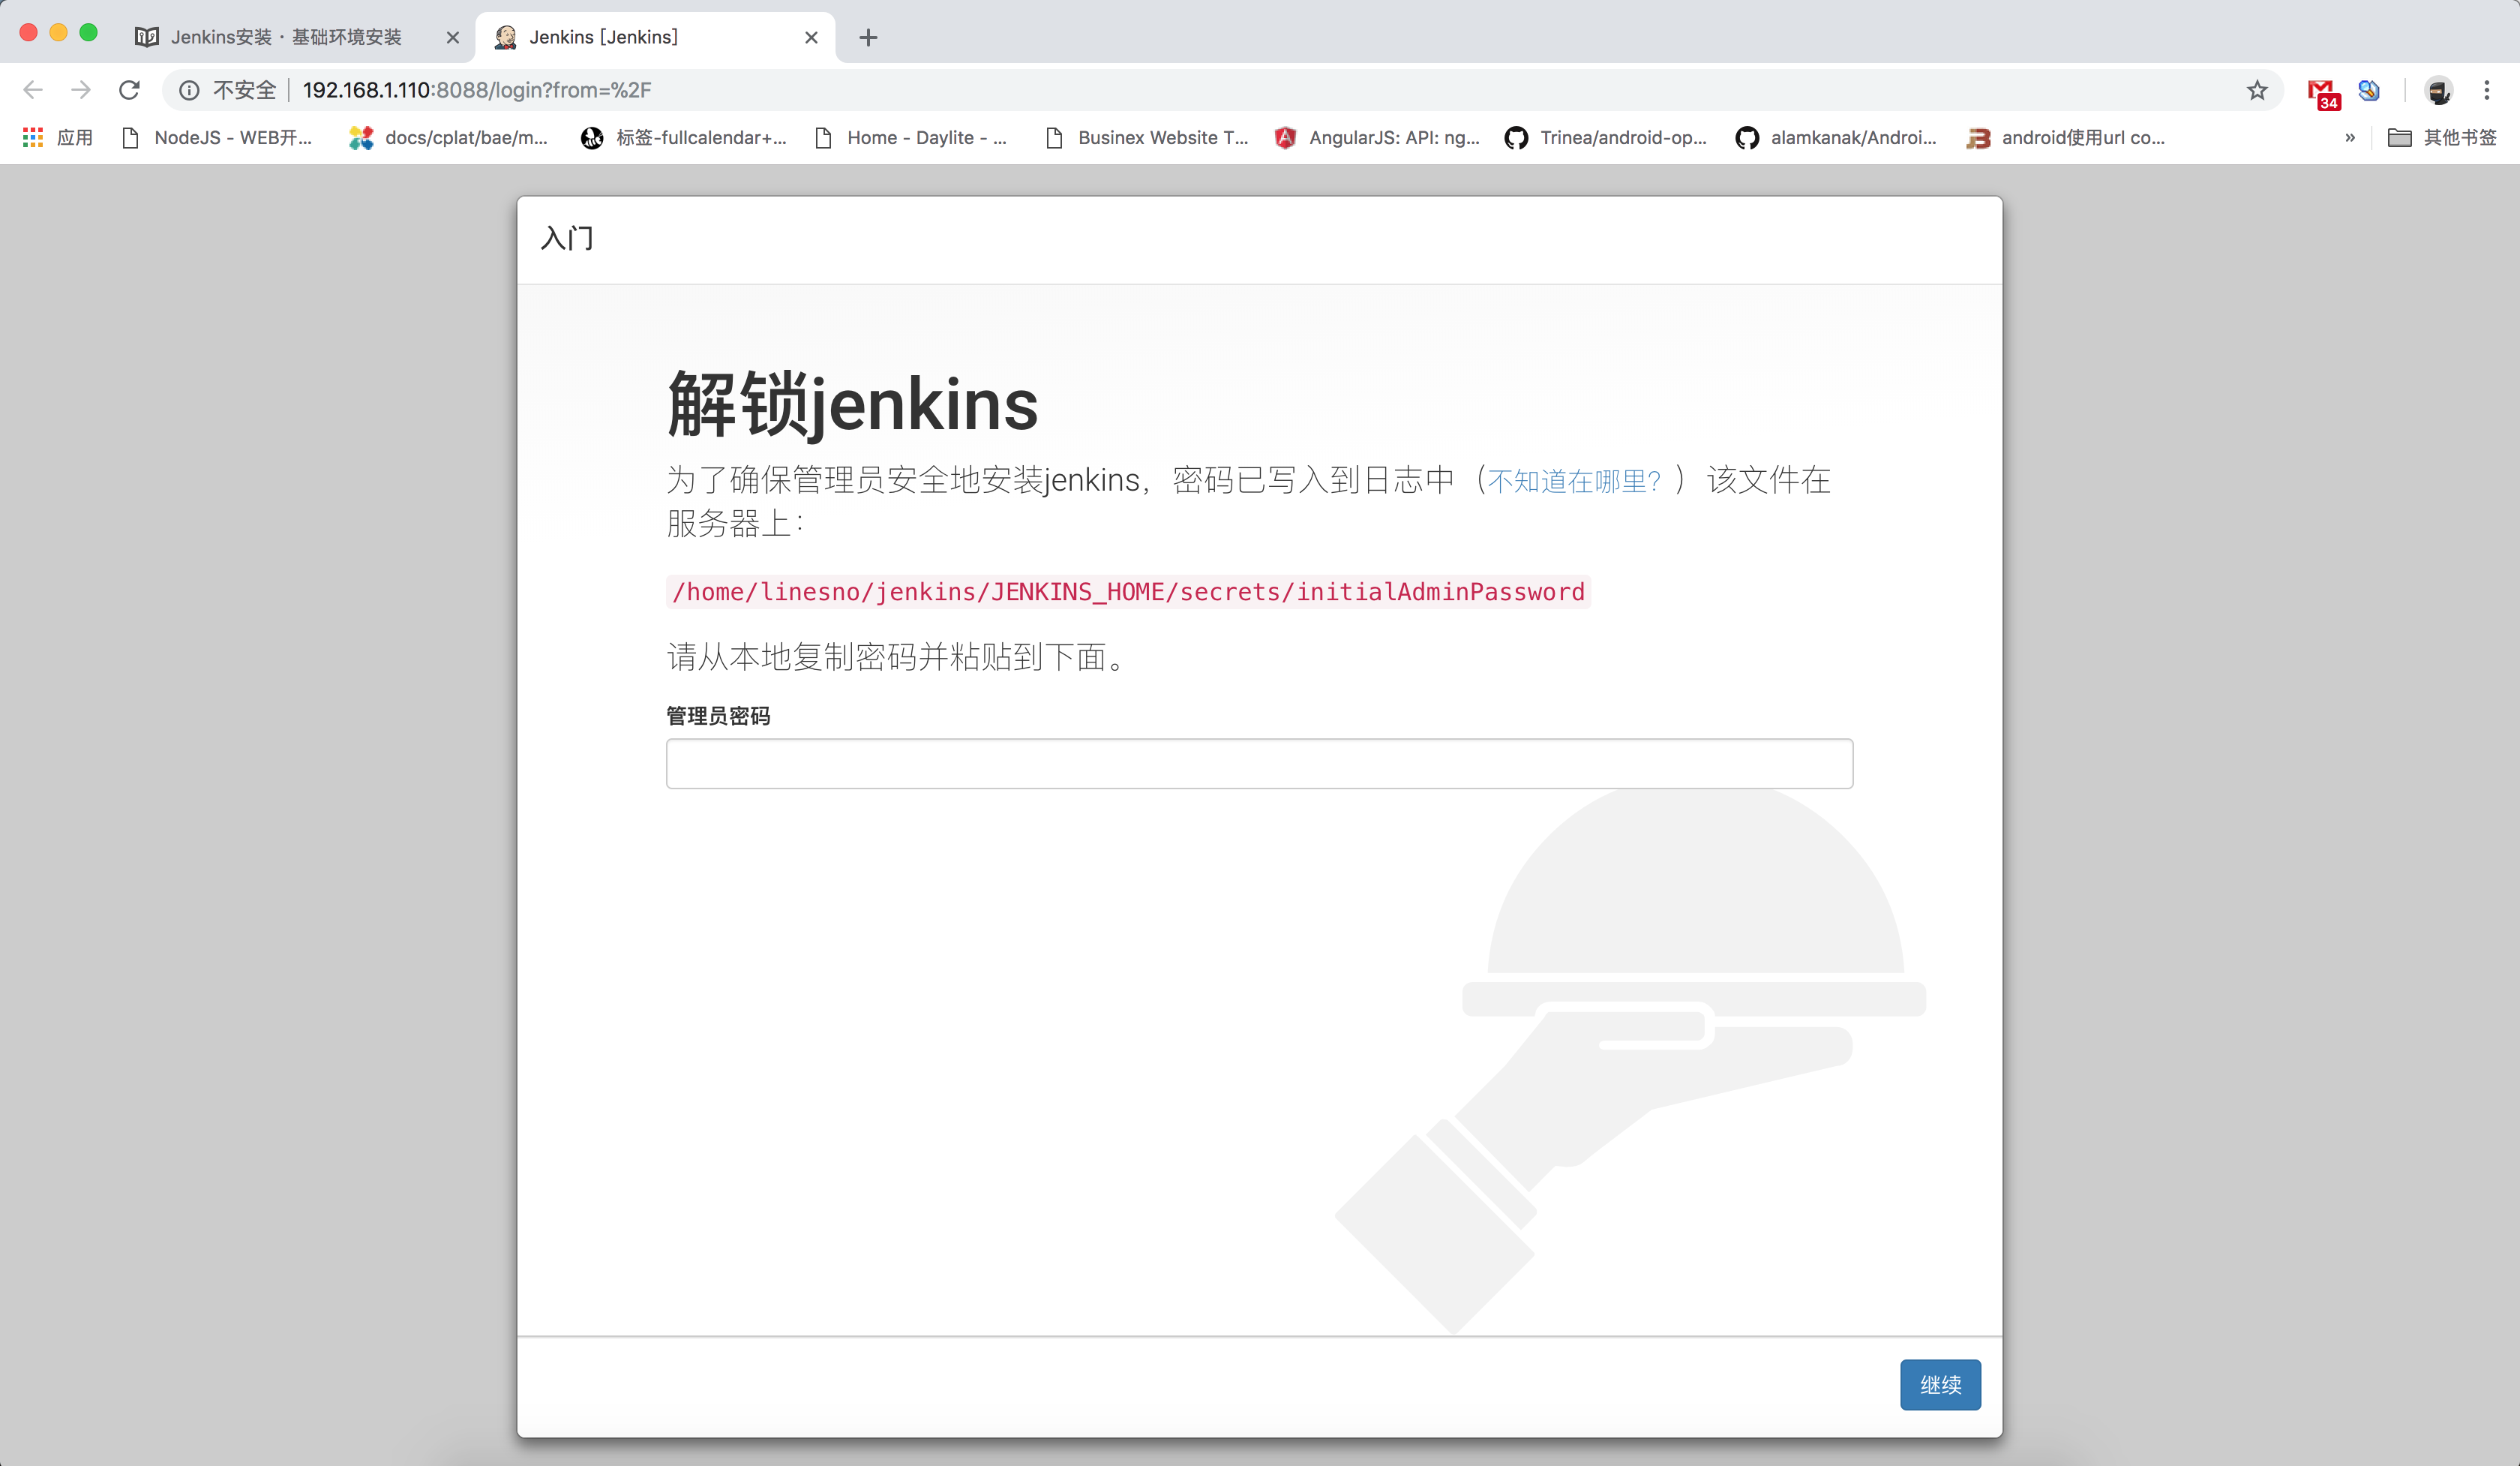 Jenkins安装 · 基础环境安装
Jenkins [Jenkins]
不安全 192.168.1.110:8088/login?from=%2F
34
应用 NodeJS - WEB开... docs/cplat/bae/m... 标签-fullcalendar+... Home - Daylite - ... Businex Website T... AngularJS: API: ng... Trinea/android-op... alamkanak/Androi... android使用url co... » 其他书签
入门
解锁jenkins
为了确保管理员安全地安装jenkins，密码已写入到日志中（不知道在哪里？）该文件在
服务器上：
/home/linesno/jenkins/JENKINS_HOME/secrets/initialAdminPassword
请从本地复制密码并粘贴到下面。
管理员密码
继续